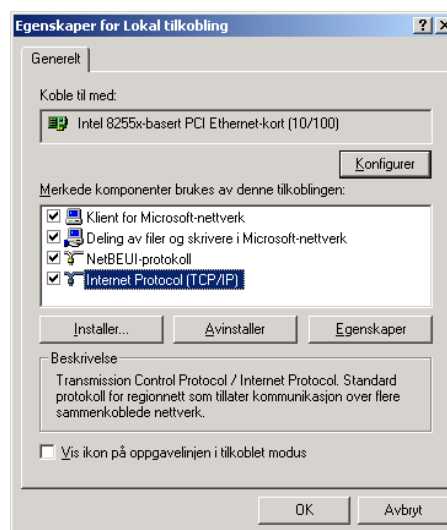 Egenskaper for Lokal tilkobling
Generelt
Koble til med:
Intel 8255x-basert PCI Ethernet-kort (10/100)
Konfigurer
Merkede komponenter brukes av denne tilkoblingen:
Klient for Microsoft-nettverk
Deling av filer og skrivere i Microsoft-nettverk
NetBEUI-protokoll
Internet Protocol (TCP/IP)
Installer...
Avinstaller
Egenskaper
Beskrivelse
Transmission Control Protocol / Internet Protocol. Standard
protokoll for regionnett som tillater kommunikasjon over flere
sammenkoblede nettverk.
Vis ikon på oppgavelinjen i tilkoblet modus
OK
Avbryt